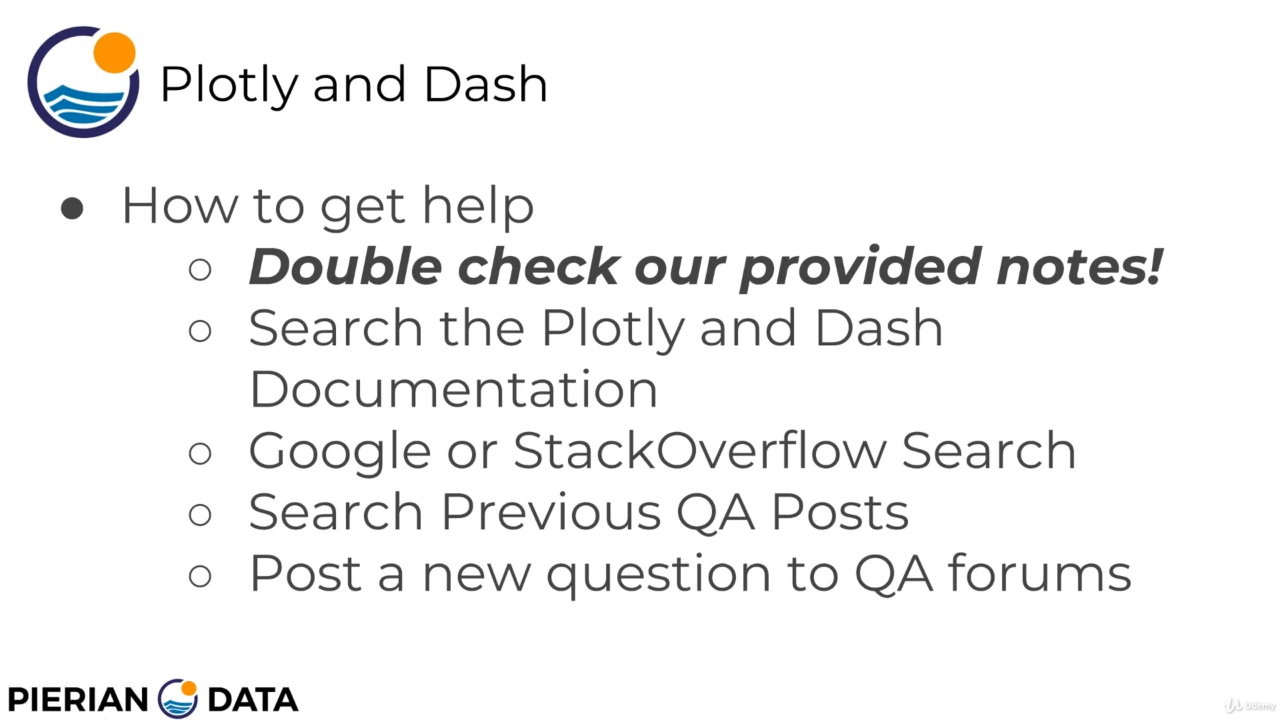 Plotly and Dash
● How to get help
○ Double check our provided notes!
○ Search the Plotly and Dash
Documentation
○ Google or StackOverflow Search
○ Search Previous QA Posts
○ Post a new question to QA forums
PIERIAN DATA
Udemy